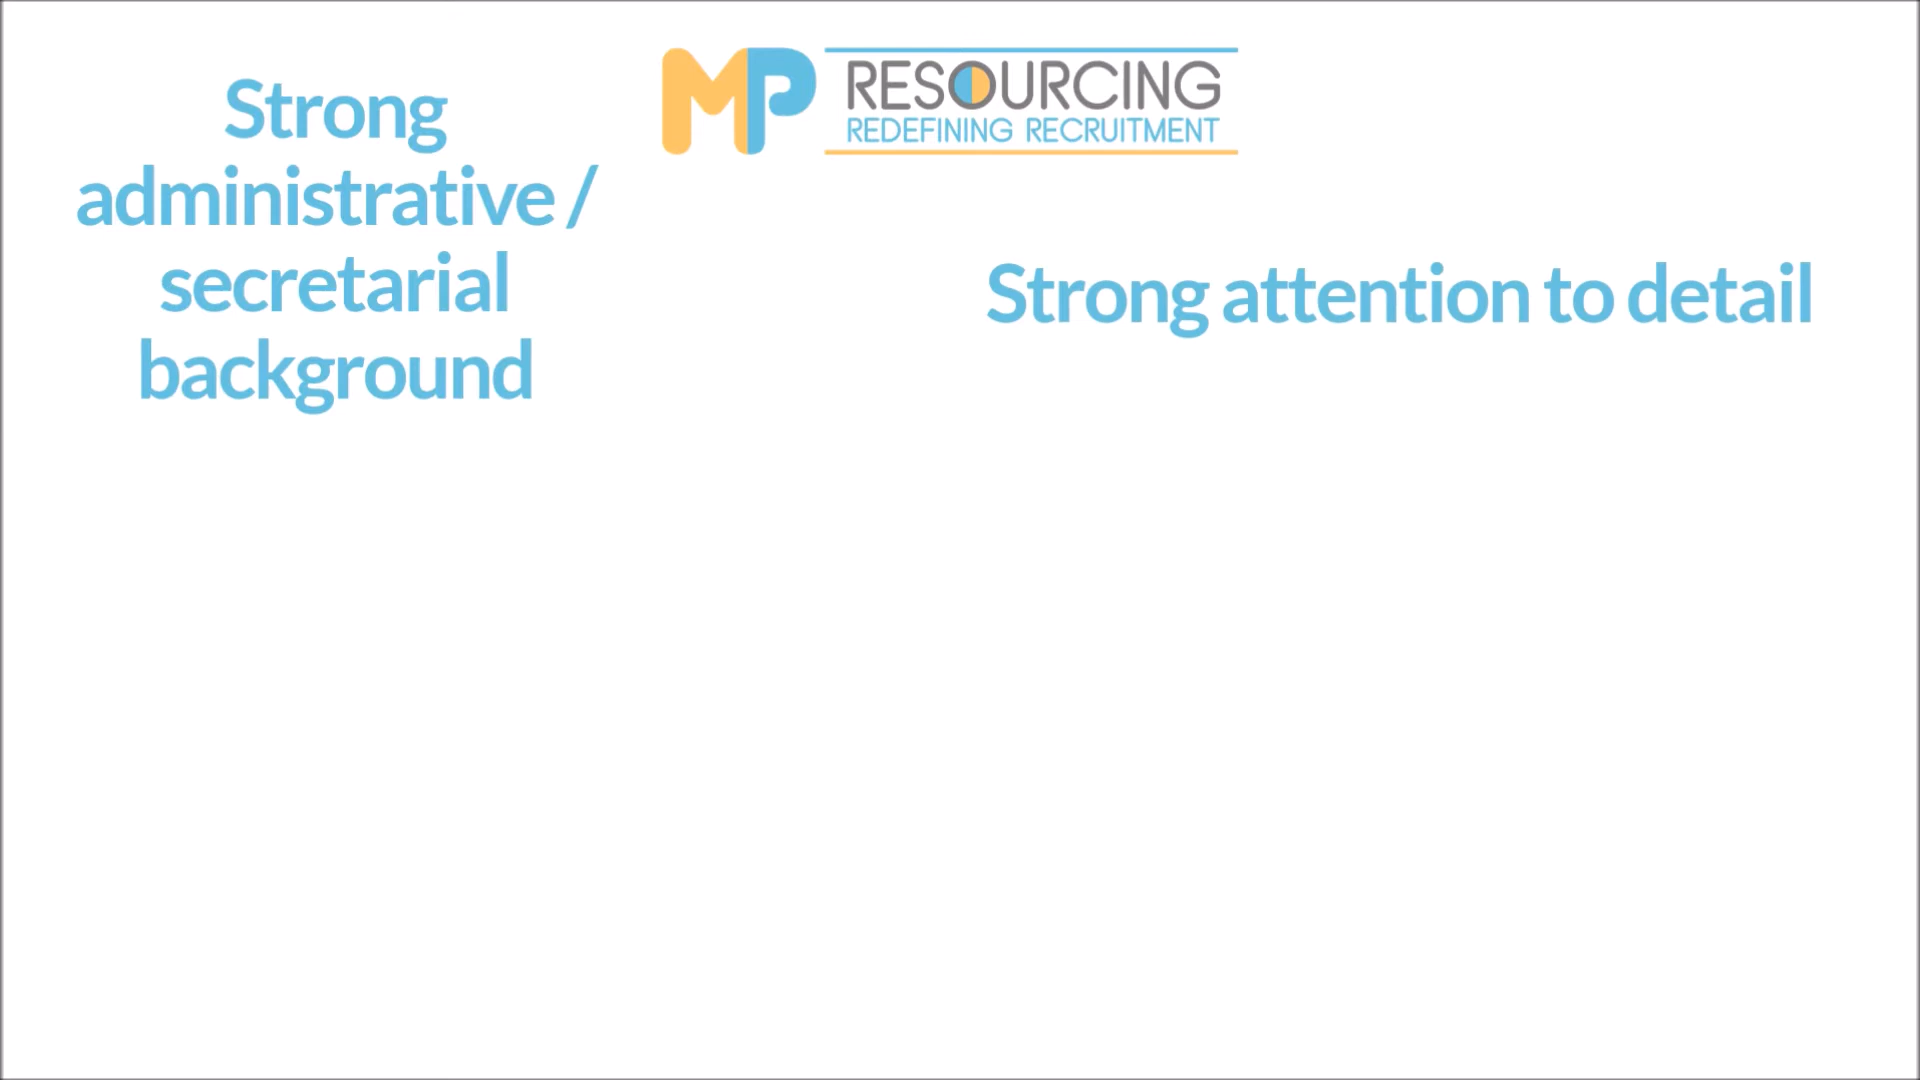 Strong
administrative /
secretarial
background
MP
RESOURCING
REDEFINING RECRUITMENT
Strong attention to detail